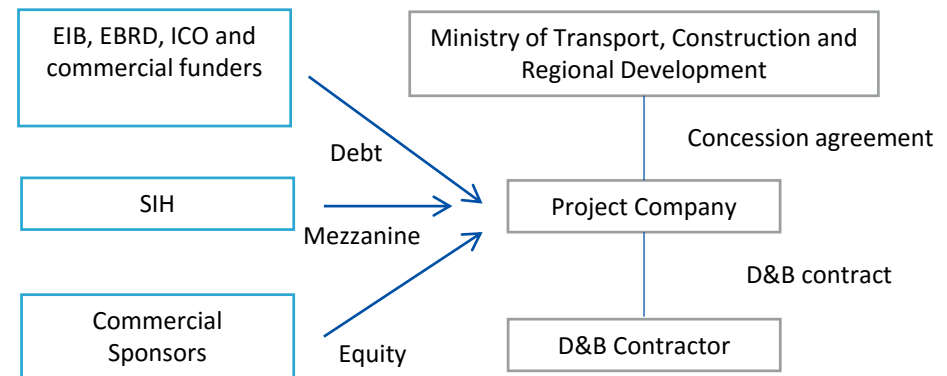 EIB, EBRD, ICO and
commercial funders
Ministry of Transport, Construction and
Regional Development
Debt
Concession agreement
SIH
Mezzanine
Project Company
D&B contract
Commercial
Sponsors
Equity
D&B Contractor